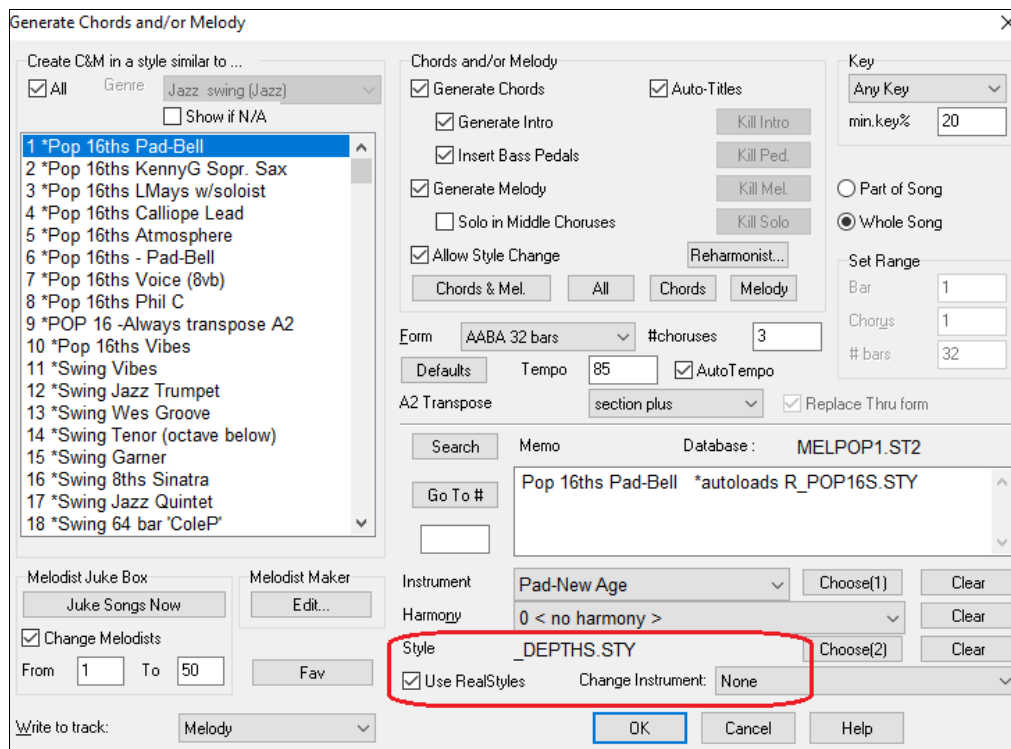 Generate Chords and/or Melody
Create C&M in a style similar to ...
All Genre Jazz swing (Jazz)
Show if N/A
1 *Pop 16ths Pad-Bell
2 *Pop 16ths KennyG Sopr. Sax
3 *Pop 16ths LMays w/soloist
4 *Pop 16ths Calliope Lead
5 *Pop 16ths Atmosphere
6 *Pop 16ths - Pad-Bell
7 *Pop 16ths Voice (8vb)
8 *Pop 16ths Phil C
9 *POP 16 -Always transpose A2
10 *Pop 16ths Vibes
11 *Swing Vibes
12 *Swing Jazz Trumpet
13 *Swing Wes Groove
14 *Swing Tenor (octave below)
15 *Swing Garner
16 *Swing 8ths Sinatra
17 *Swing Jazz Quintet
18 *Swing 64 bar 'ColeP'
Melodist Juke Box
Juke Songs Now
Change Melodists
From 1 To 50
Melodist Maker
Edit...
Fav
Write to track: Melody
Chords and/or Melody
Generate Chords Auto-Titles
Generate Intro Kill Intro
Insert Bass Pedals Kill Ped.
Generate Melody Kill Mel.
Solo in Middle Choruses Kill Solo
Allow Style Change Reharmonist...
Chords & Mel. All Chords Melody
Key
Any Key
min.key% 20
Part of Song
Whole Song
Set Range
Bar 1
Chorus 1
# bars 32
Form AABA 32 bars #choruses 3
Defaults Tempo 85 AutoTempo
A2 Transpose section plus Replace Thru form
Search Memo Database : MELPOP1.ST2
Go To #
Pop 16ths Pad-Bell *autoloads R_POP16S.STY
Instrument Pad-New Age Choose(1) Clear
Harmony 0 < no harmony > Clear
Style _DEPTHS.STY Choose(2) Clear
Use RealStyles Change Instrument: None
OK Cancel Help